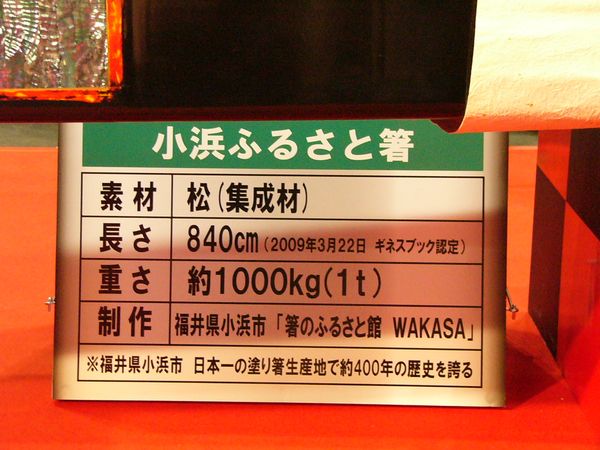 小浜ふるさと箸
素材 松(集成材)
長さ 840cm(2009年3月22日 ギネスブック認定)
重さ 約1000kg(1t)
制作 福井県小浜市「箸のふるさと館 WAKASA」
※福井県小浜市 日本一の塗り箸生産地で約400年の歴史を誇る